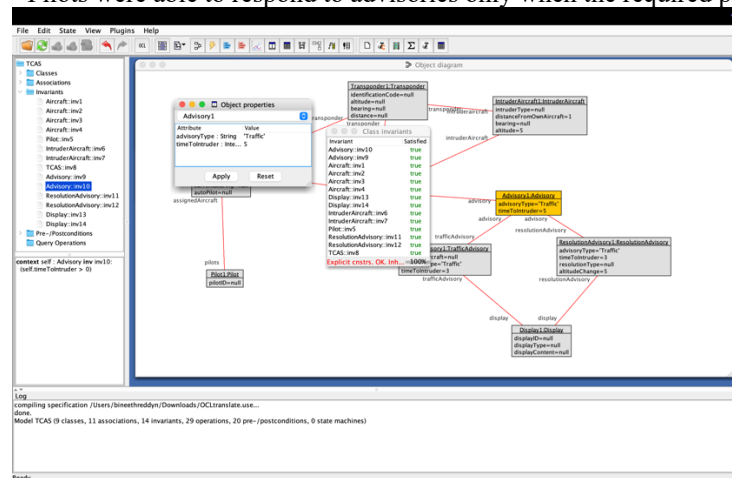 Pilots were able to respond to advisories only when the required p
File Edit State View Plugins Help
OCL
TCAS
Classes
Associations
Invariants
Aircraft::inv1
Aircraft::inv2
Aircraft::inv3
Aircraft::inv4
Pilot::inv5
IntruderAircraft::inv6
IntruderAircraft::inv7
TCAS::inv8
Advisory::inv9
Advisory::inv10
ResolutionAdvisory::inv11
ResolutionAdvisory::inv12
Display::inv13
Display::inv14
Pre-/Postconditions
Query Operations
context self : Advisory inv inv10:
(self.timeToIntruder > 0)
Object diagram
Transponder1:Transponder
identificationCode=null
altitude=null
bearing=null
distance=null
transponder
transponder
intruderAircraft
IntruderAircraft1:IntruderAircraft
intruderType=null
distanceFromOwnAircraft=1
bearing=null
altitude=5
intruderAircraft
Object properties
Advisory1
Attribute Value
advisoryType : String 'Traffic'
timeToIntruder : Inte... 5
Apply Reset
autoPilot=null
assignedAircraft
pilots
Pilot1:Pilot
pilotID=null
Class invariants
Invariant Satisfied
Advisory::inv10 true
Advisory::inv9 true
Aircraft::inv1 true
Aircraft::inv2 true
Aircraft::inv3 true
Aircraft::inv4 true
Display::inv13 true
Display::inv14 true
IntruderAircraft::inv6 true
IntruderAircraft::inv7 true
Pilot::inv5 true
ResolutionAdvisory::inv11 true
ResolutionAdvisory::inv12 true
TCAS::inv8 true
Explicit cnstrs. OK. Inh... 100%
advisory
Advisory1:Advisory
advisoryType='Traffic'
timeToIntruder=5
advisory advisory
resolutionAdvisory
trafficAdvisory
timeToIntruder=3
trafficAdvisory
ResolutionAdvisory1:ResolutionAdvisory
advisoryType='Traffic'
timeToIntruder=3
resolutionType=null
altitudeChange=5
resolutionAdvisory
display display
Display1:Display
displayID=null
displayType=null
displayContent=null
Log
compiling specification /Users/bineethreddyn/Downloads/OCLtranslate.use...
done.
Model TCAS (9 classes, 11 associations, 14 invariants, 29 operations, 20 pre-/postconditions, 0 state machines)